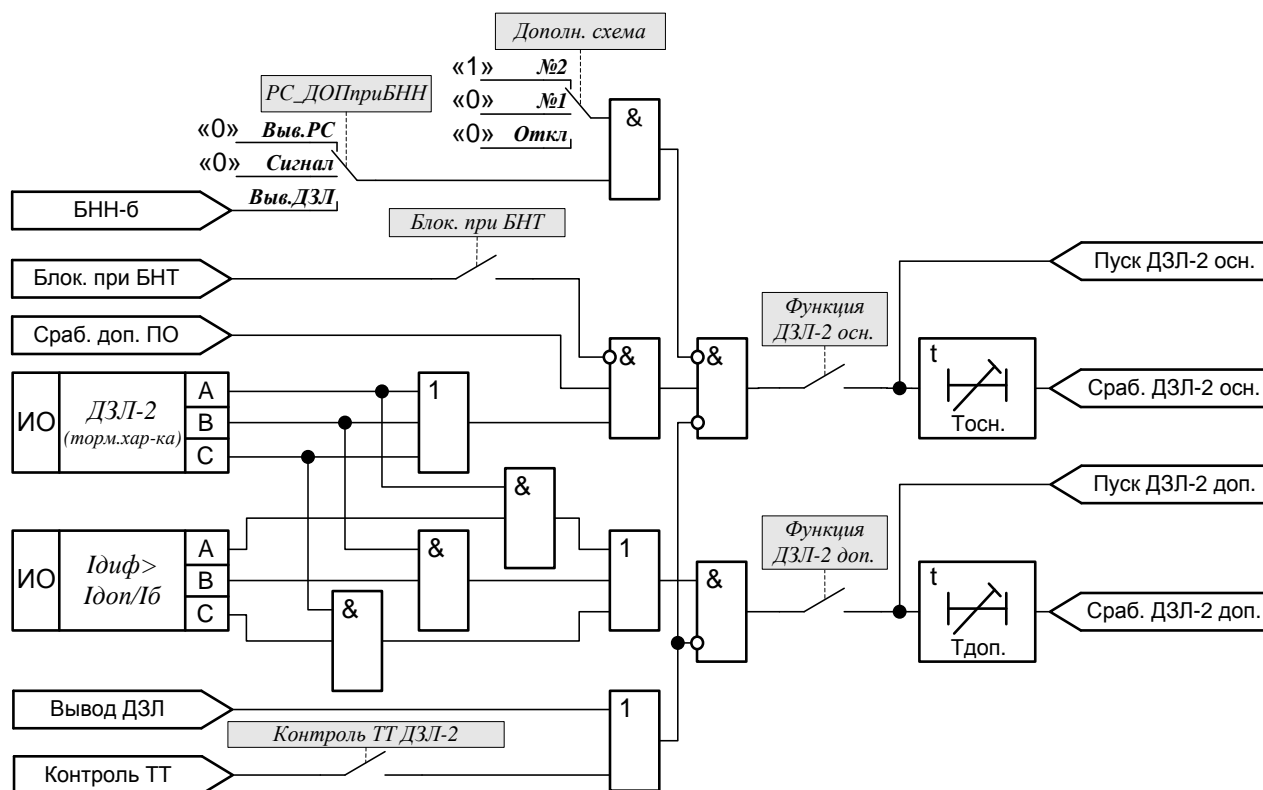 Дополн. схема
«1» №2
РС_ДОПприБНН
«0» №1
«0» Откл
&
«0» Выв.РС
«0» Сигнал
Выв.ДЗЛ
БНН-б
Блок. при БНТ
Блок. при БНТ
Пуск ДЗЛ-2 осн.
Функция
ДЗЛ-2 осн.
Сраб. доп. ПО
&
&
t
Тосн.
Сраб. ДЗЛ-2 осн.
ИО
ДЗЛ-2
(торм.хар-ка)
A
B
C
1
&
Пуск ДЗЛ-2 доп.
ИО
Iдиф>
Iдоп/Iб
A
B
C
&
&
1
Функция
ДЗЛ-2 доп.
&
t
Тдоп.
Сраб. ДЗЛ-2 доп.
Вывод ДЗЛ
1
Контроль ТТ ДЗЛ-2
Контроль ТТ